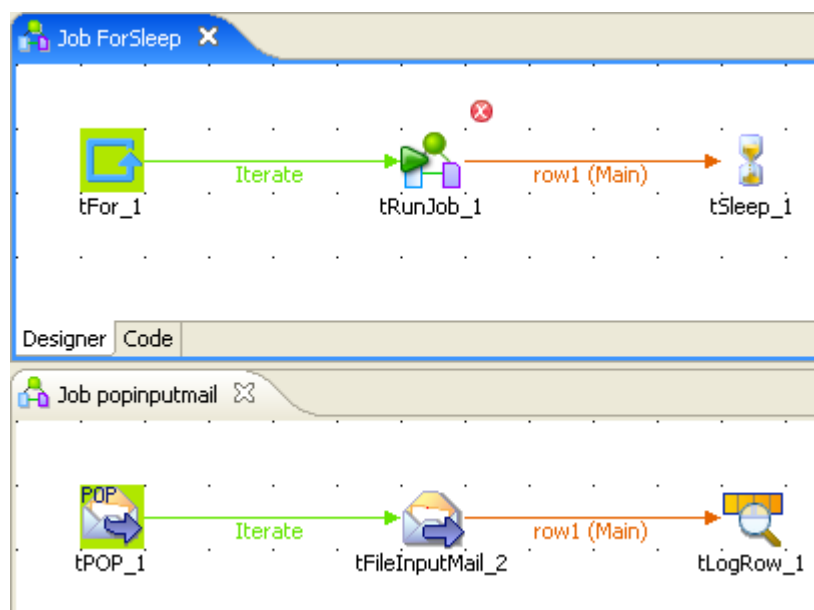 Job ForSleep
Iterate
row1 (Main)
tFor_1
tRunJob_1
tSleep_1
Designer
Code
Job popinputmail
POP
Iterate
row1 (Main)
tPOP_1
tFileInputMail_2
tLogRow_1